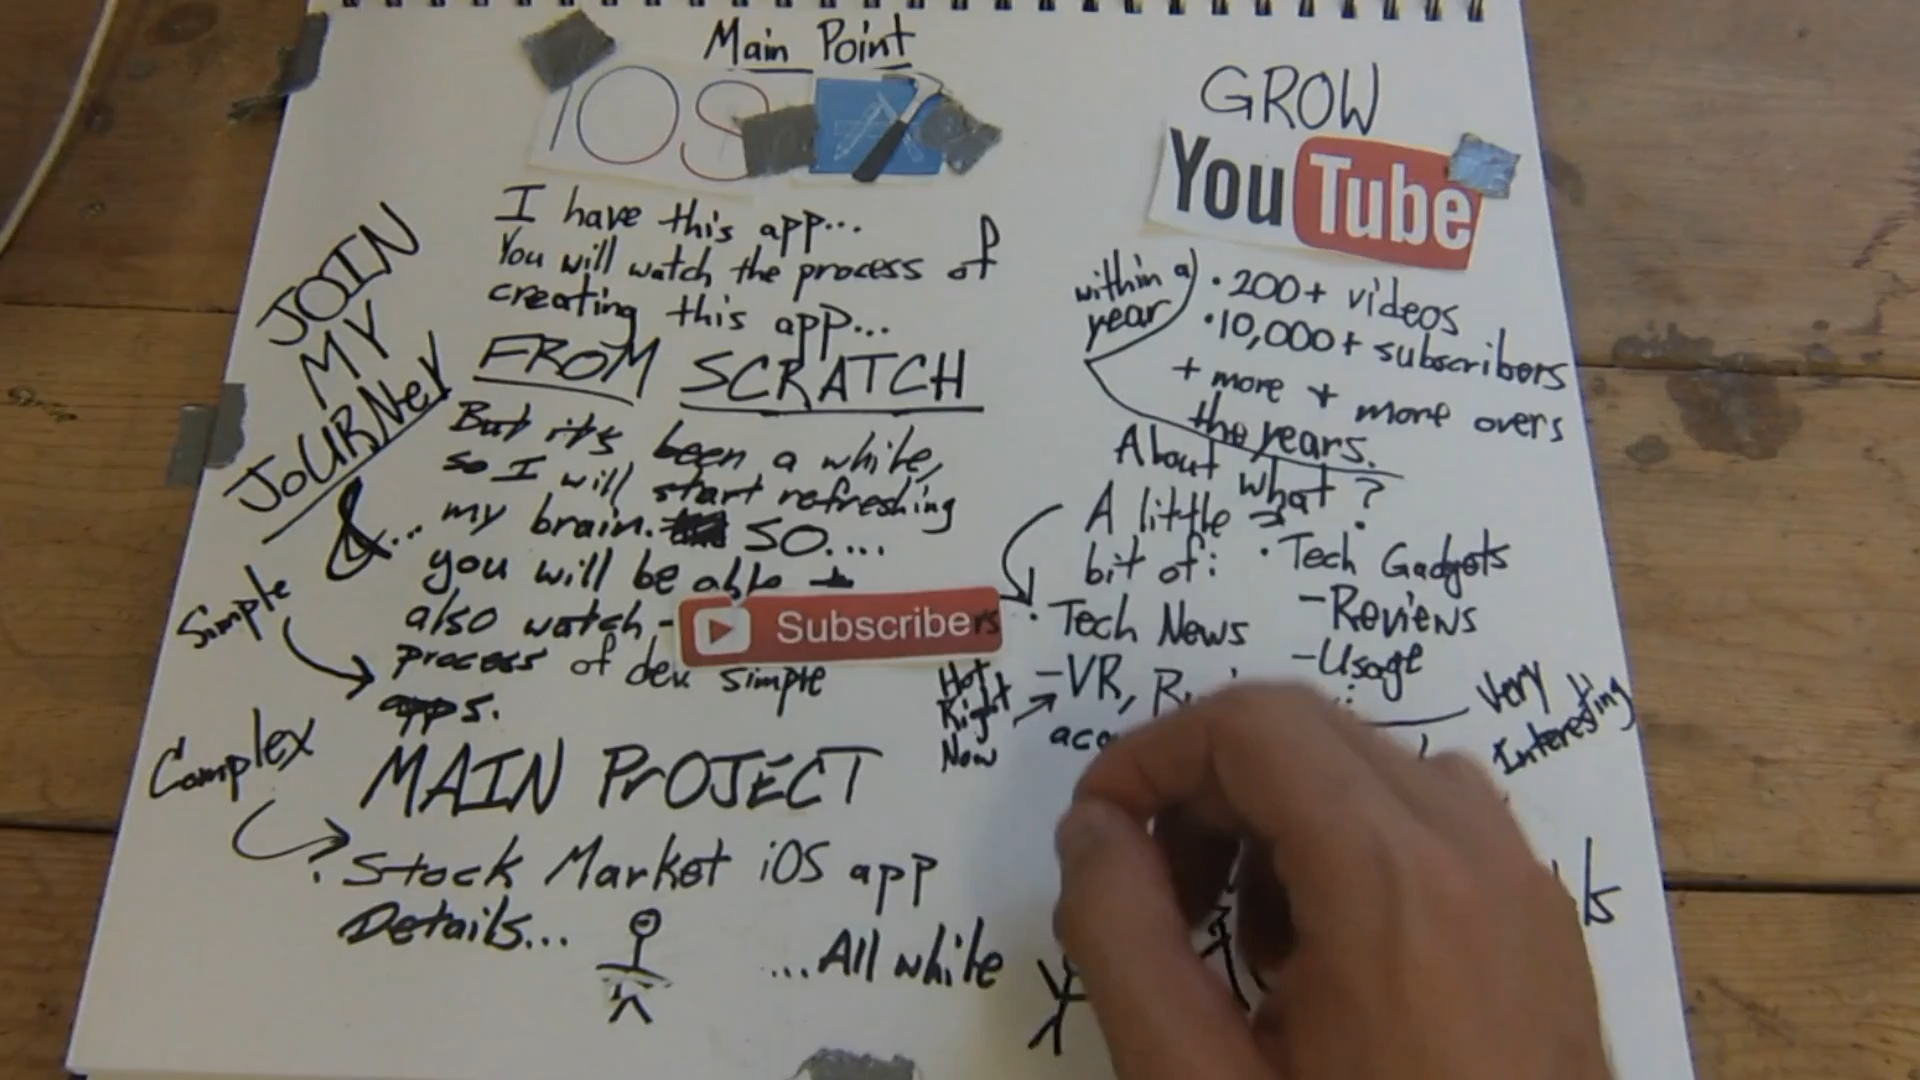 Main Point
iOS
I have this app...
You will watch the process of
creating this app...
FROM SCRATCH
But its been a while,
so I will start refreshing
my brain. SO....
you will be able
also watch
process of dev simple
apps.
MAIN PrOJECT
Stock Market iOS app
Details...
...All while
JOIN
MY
JOURNeY
&...
Simple
Complex
Subscribers
GROW
YouTube
within a
year
• 200+ videos
• 10,000+ subscribers
+ more + more overs
the years.
About what?
A little
bit of:
• Tech News
-VR,
Hot
Right
Now
• Tech Gadgets
-Reviews
-Usage
Very
Interesting